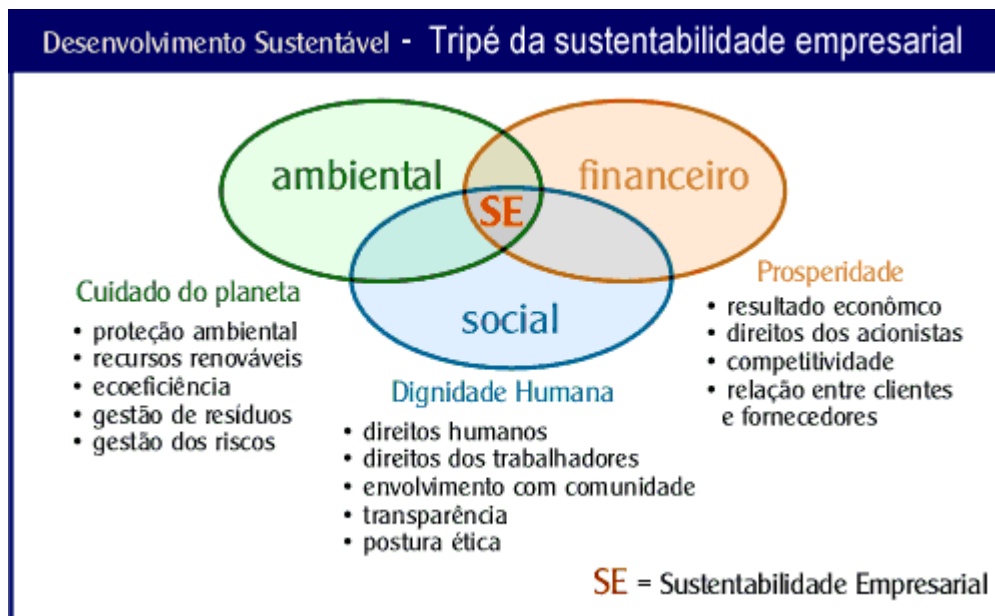 Desenvolvimento Sustentável - Tripé da sustentabilidade empresarial
ambiental
financeiro
SE
social
Cuidado do planeta
• proteção ambiental
• recursos renováveis
• ecoeficiência
• gestão de resíduos
• gestão dos riscos
Dignidade Humana
• direitos humanos
• direitos dos trabalhadores
• envolvimento com comunidade
• transparência
• postura ética
Prosperidade
• resultado econômco
• direitos dos acionistas
• competitividade
• relação entre clientes
e fornecedores
SE = Sustentabilidade Empresarial